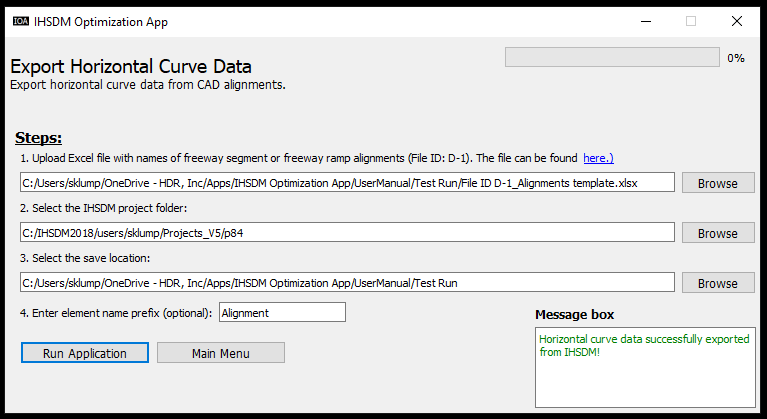 IOA IHSDM Optimization App
0%
Export Horizontal Curve Data
Export horizontal curve data from CAD alignments.
Steps:
1. Upload Excel file with names of freeway segment or freeway ramp alignments (File ID: D-1). The file can be found here.)
C:/Users/sklump/OneDrive - HDR, Inc/Apps/IHSDM Optimization App/UserManual/Test Run/File ID D-1_Alignments template.xlsx Browse
2. Select the IHSDM project folder:
C:/IHSDM2018/users/sklump/Projects_V5/p84 Browse
3. Select the save location:
C:/Users/sklump/OneDrive - HDR, Inc/Apps/IHSDM Optimization App/UserManual/Test Run Browse
4. Enter element name prefix (optional): Alignment
Run Application Main Menu
Message box
Horizontal curve data successfully exported
from IHSDM!